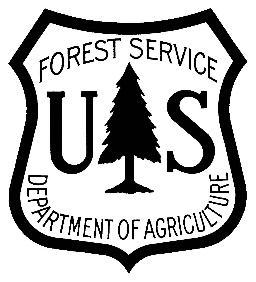 FOREST SERVICE
U S
DEPARTMENT OF AGRICULTURE